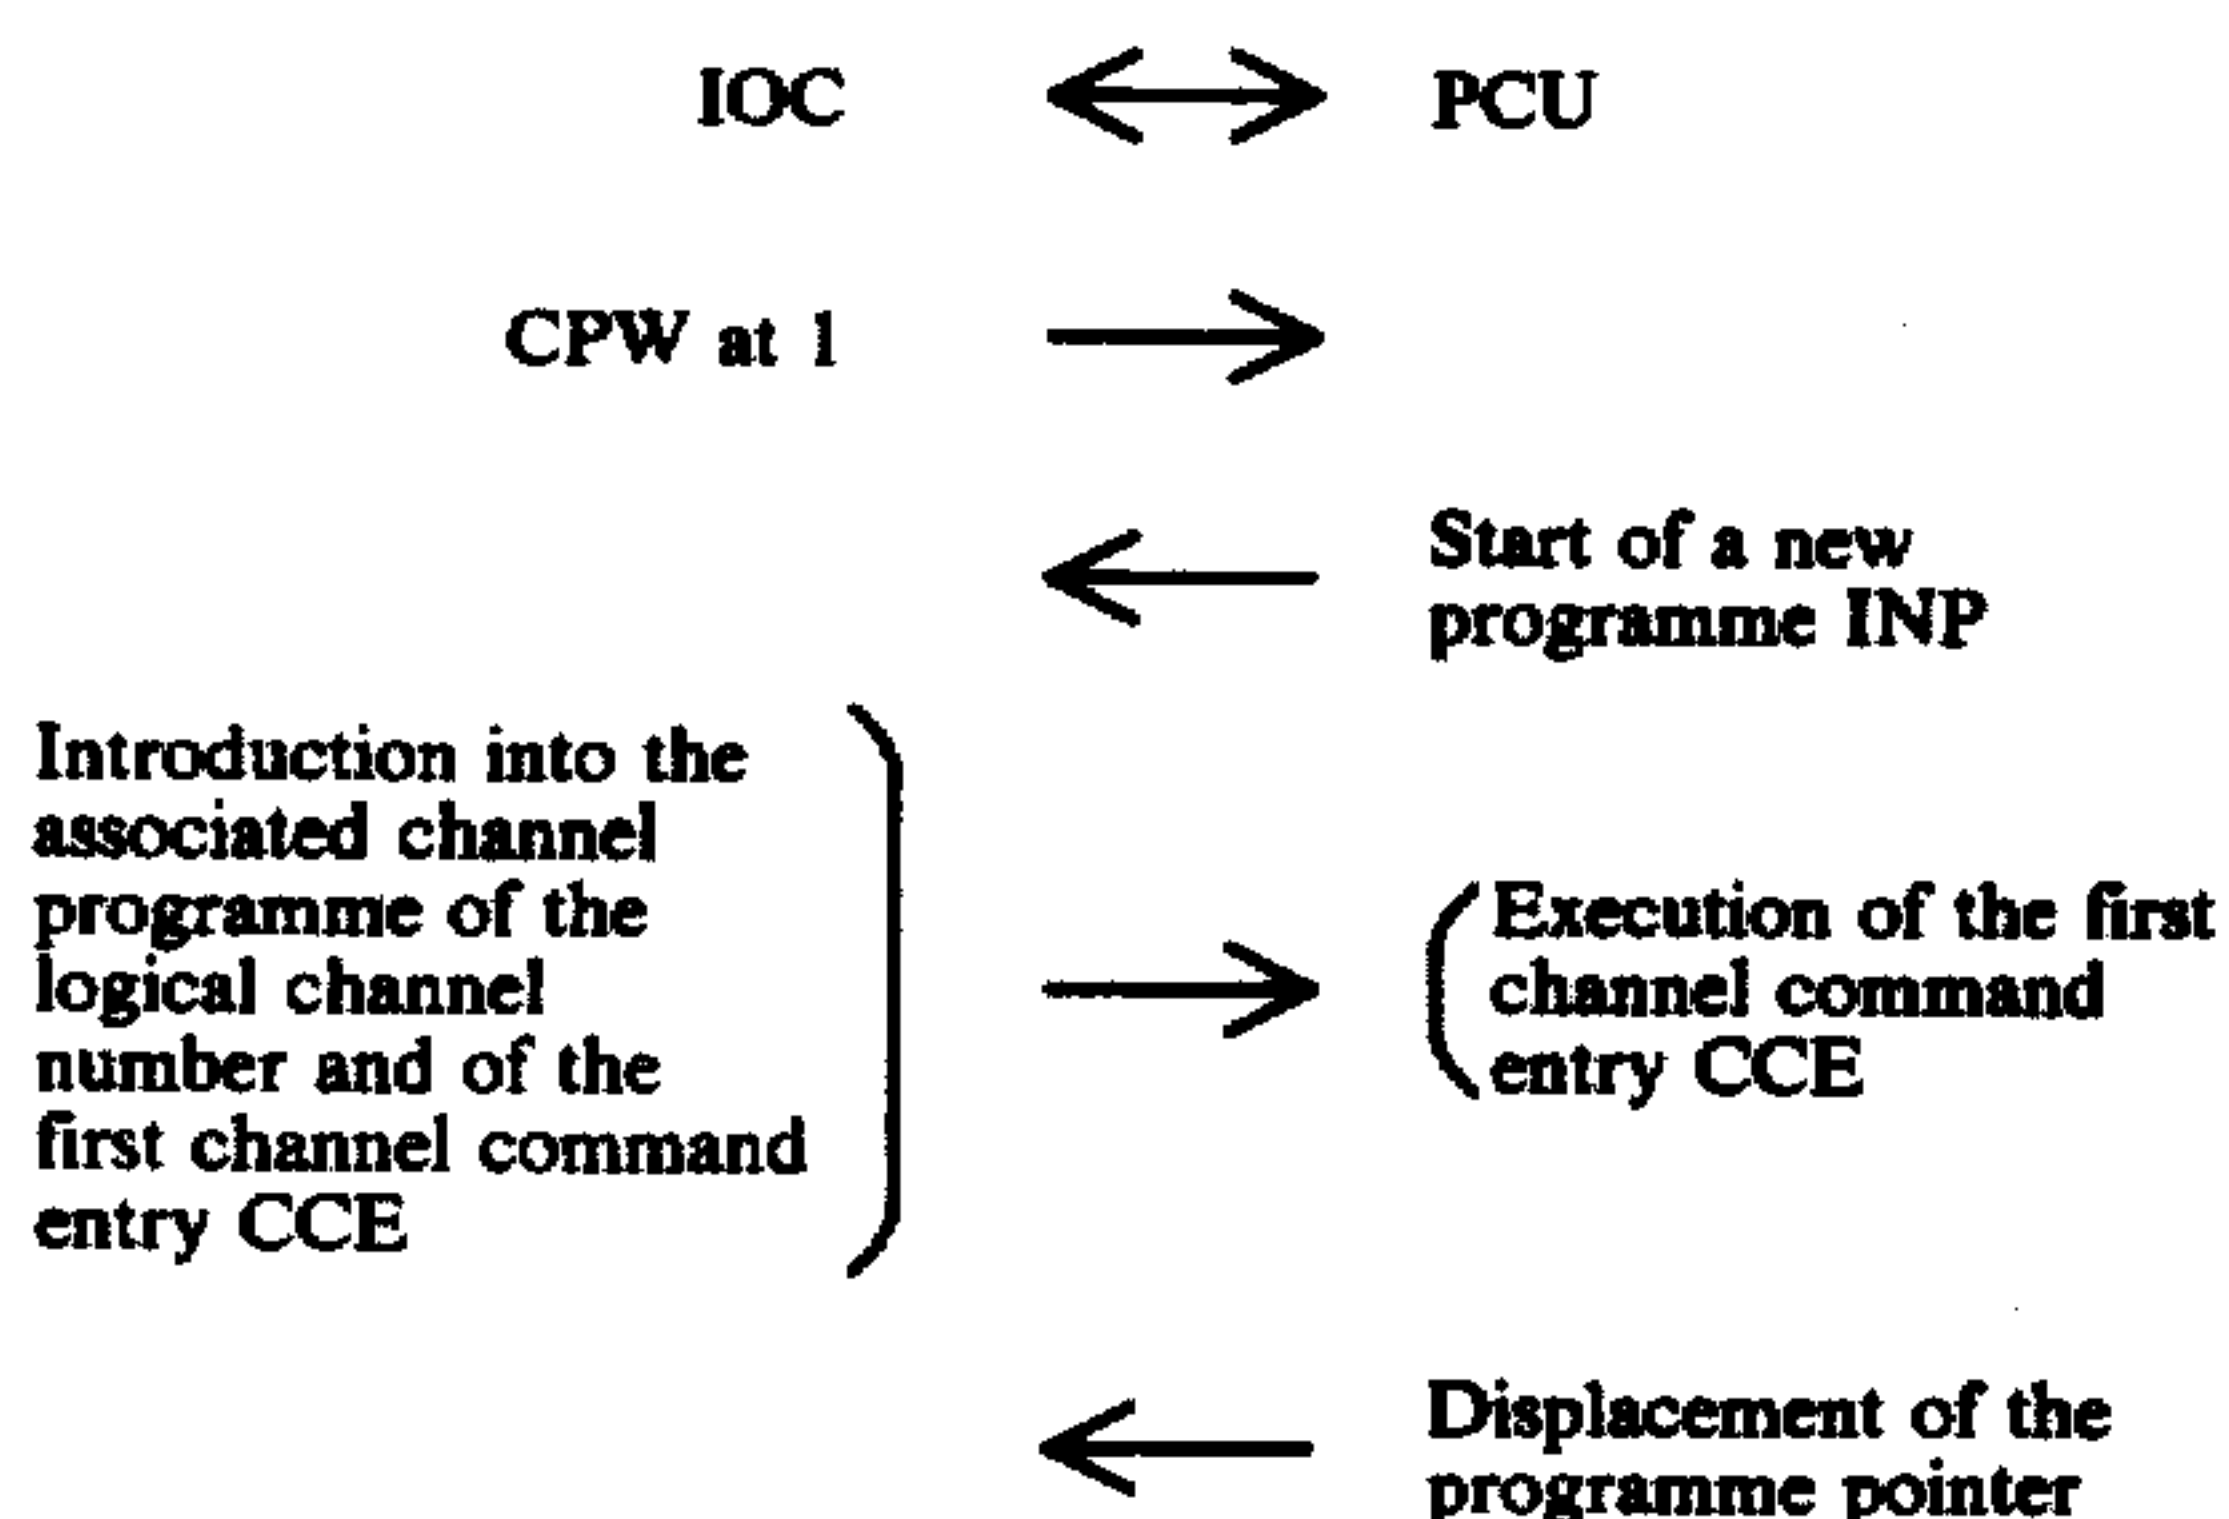 IOC PCU
CPW at 1
Start of a new
programme INP
Introduction into the
associated channel
programme of the
logical channel
number and of the
first channel command
entry CCE
Execution of the first
channel command
entry CCE
Displacement of the
programme pointer